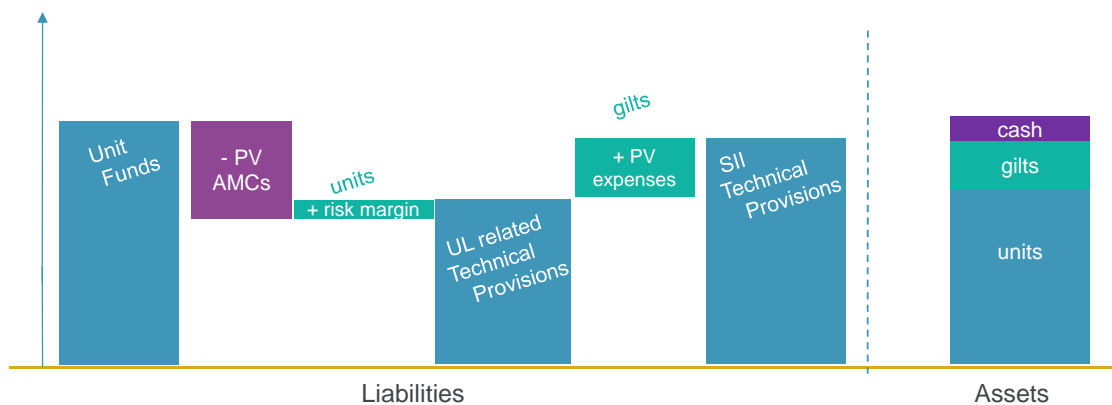 Unit
Funds
- PV
AMCs
units
+ risk margin
UL related
Technical
Provisions
gilts
+ PV
expenses
SII
Technical
Provisions
cash
gilts
units
Liabilities
Assets